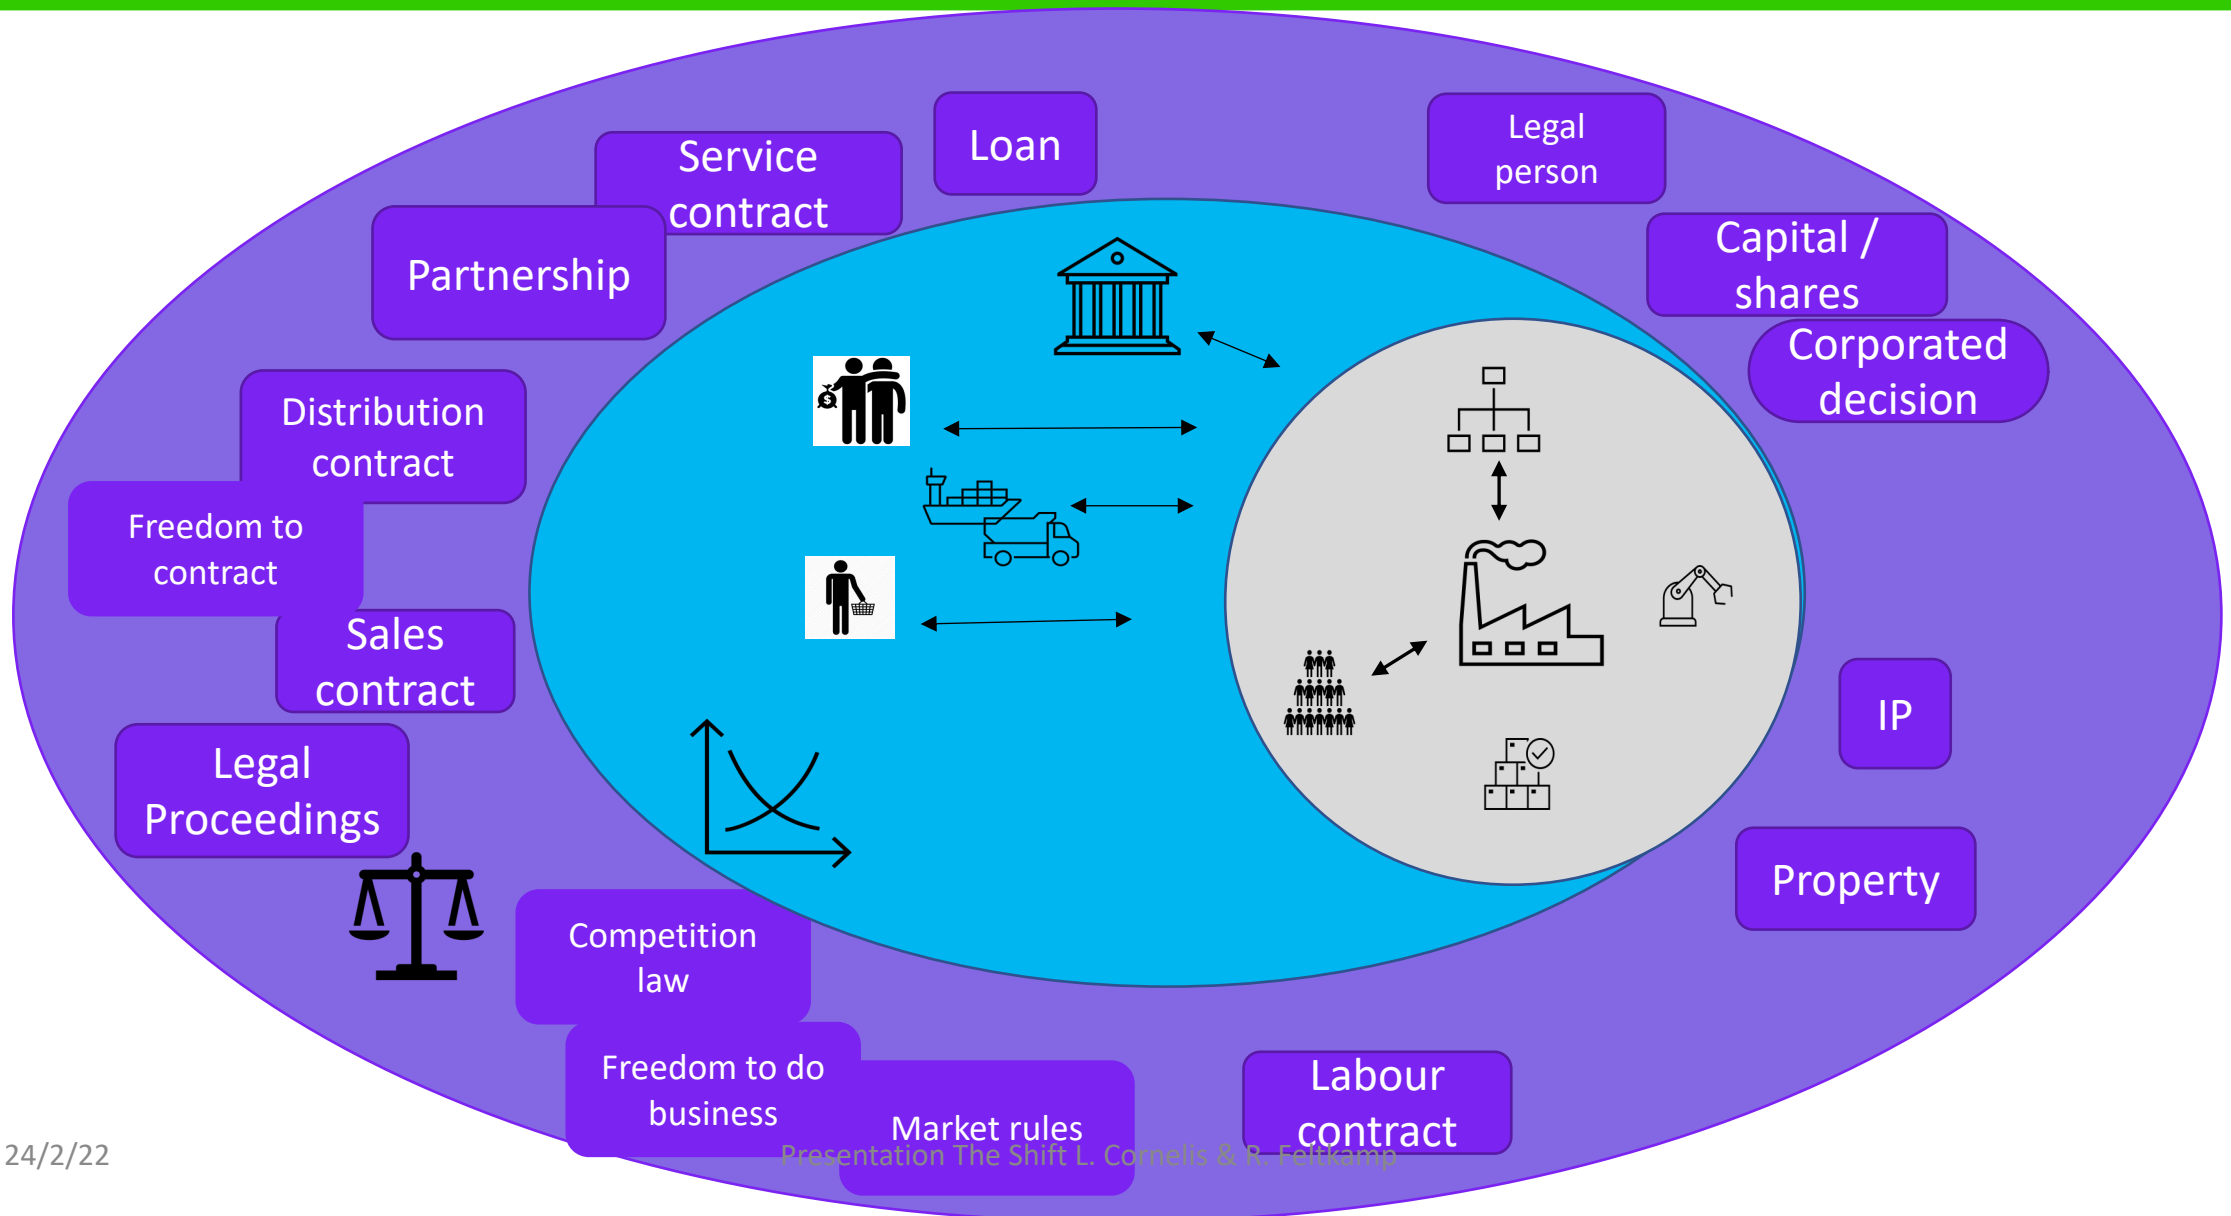 Service
contract
Loan
Legal
person
Partnership
Capital /
shares
Corporated
decision
Distribution
contract
Freedom to
contract
Sales
contract
Legal
Proceedings
IP
Property
Competition
law
Freedom to do
business
Market rules
Labour
contract
24/2/22
Presentation The Shift L. Cornelis & R. Feltkamp
$